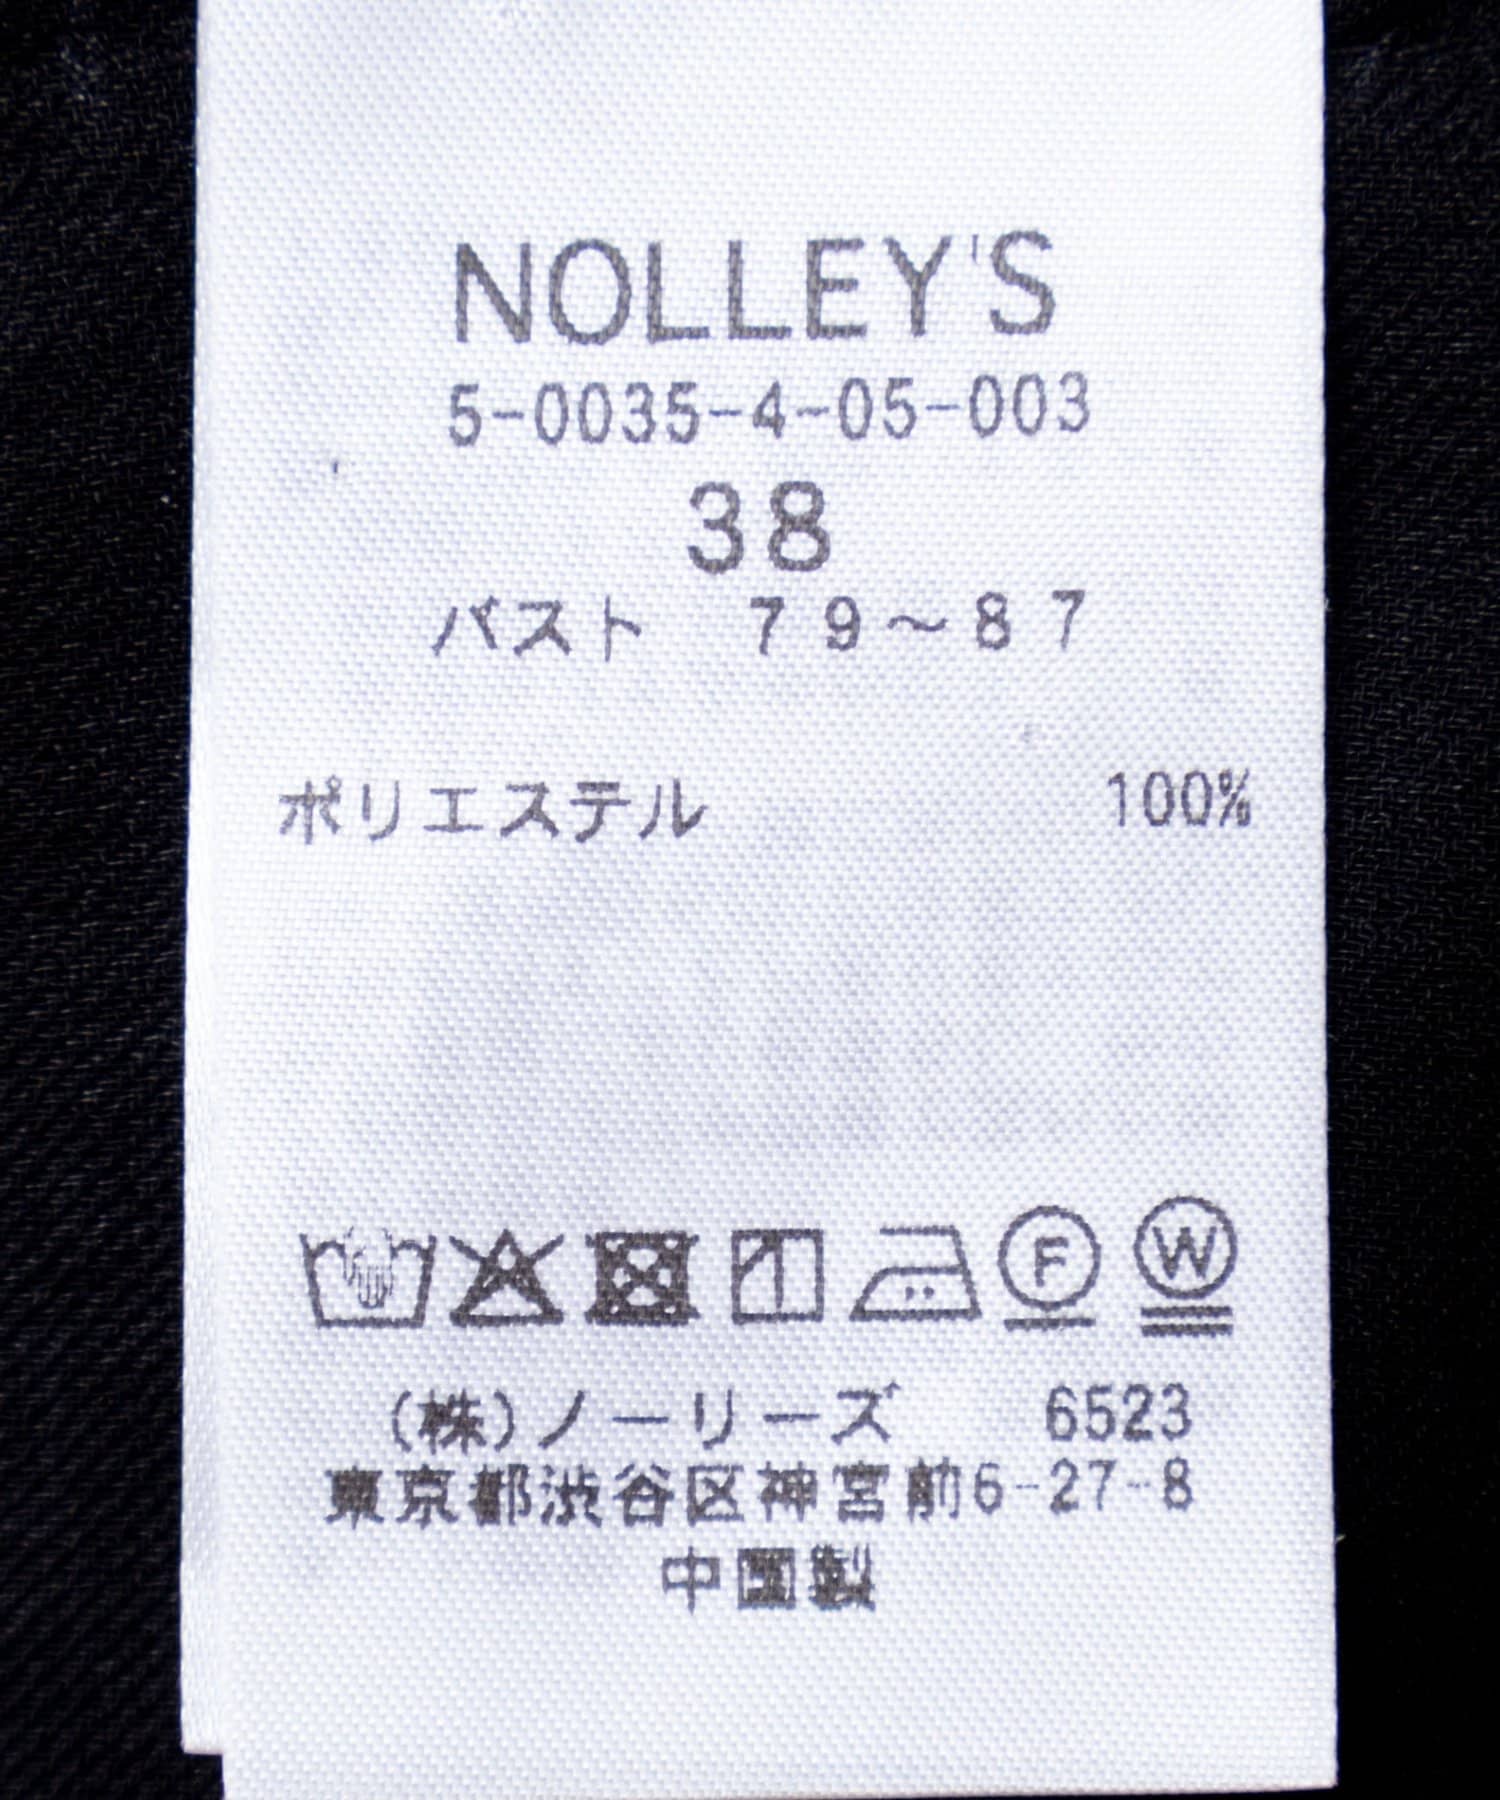 NOLLEY'S
5-0035-4-05-003
38
バスト 79～87
ポリエステル 100%
F W
(株)ノーリーズ 6523
東京都渋谷区神宮前6-27-8
中国製